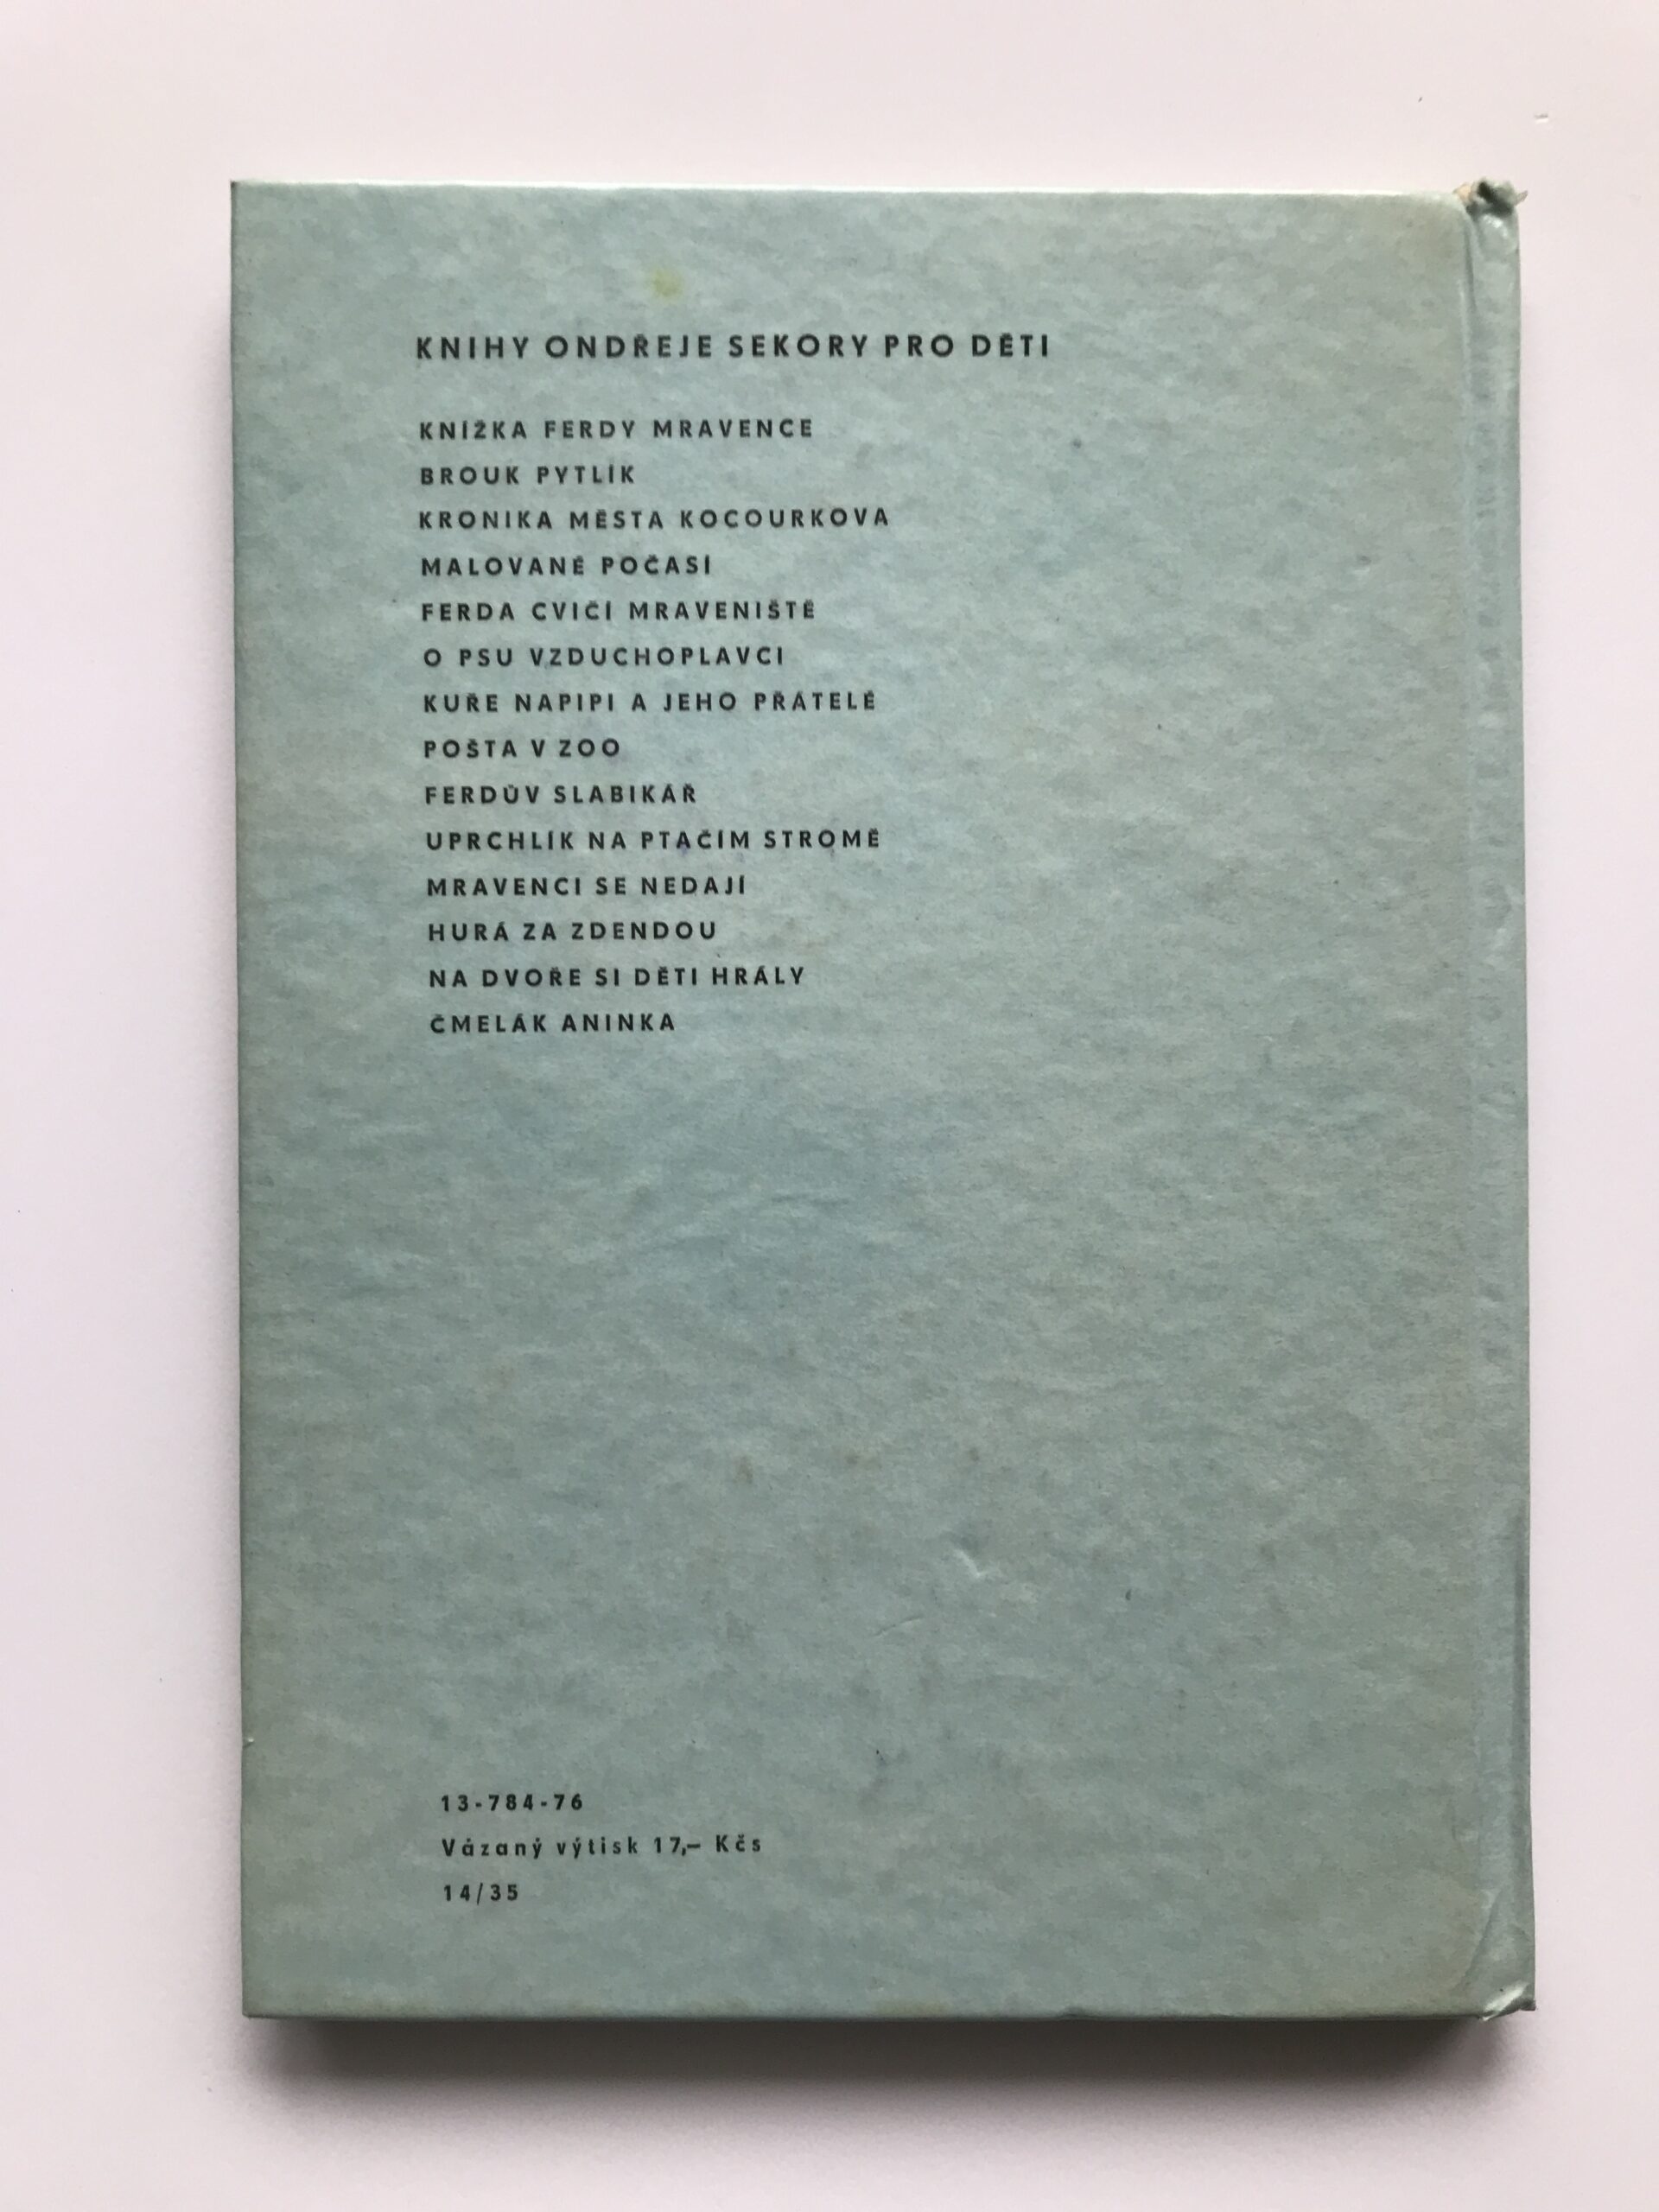 KNIHY ONDŘEJE SEKORY PRO DĚTI
KNÍŽKA FERDY MRAVENCE
BROUK PYTLÍK
KRONIKA MĚSTA KOCOURKOVA
MALOVANÉ POČASÍ
FERDA CVIČÍ MRAVENIŠTĚ
O PSU VZDUCHOPLAVCI
KUŘE NAPIPI A JEHO PŘÁTELÉ
POŠTA V ZOO
FERDŮV SLABIKÁŘ
UPRCHLÍK NA PTAČÍM STROMĚ
MRAVENCI SE NEDAJÍ
HURÁ ZA ZDENDOU
NA DVOŘE SI DĚTI HRÁLY
ČMELÁK ANINKA
13-784-76
Vázaný výtisk 17,– Kčs
14/35